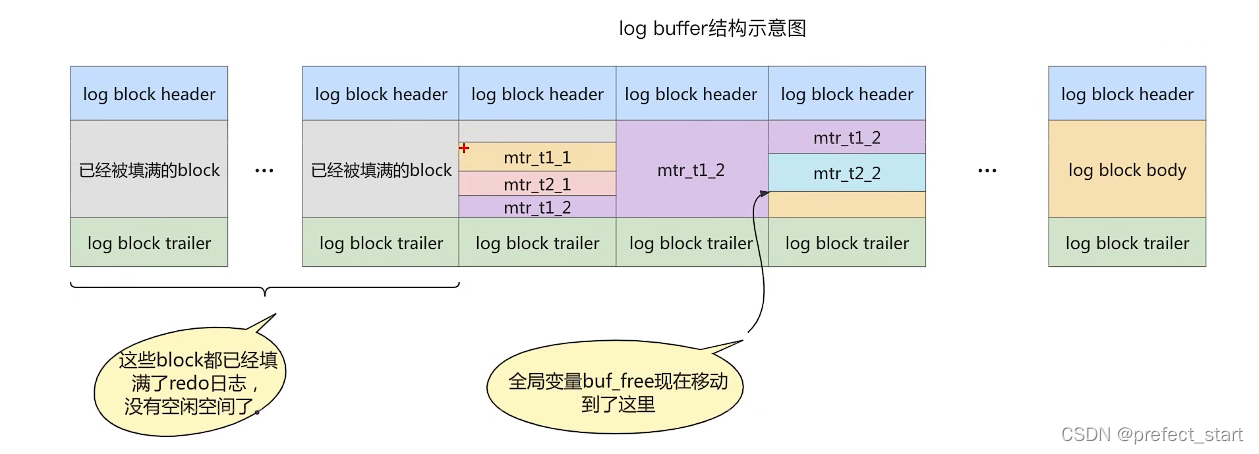 log buffer结构示意图
log block header
log block header
log block header
log block header
log block header
log block header
已经被填满的block
...
已经被填满的block
mtr_t1_1
mtr_t2_1
mtr_t1_2
mtr_t1_2
mtr_t1_2
mtr_t2_2
...
log block body
log block trailer
log block trailer
log block trailer
log block trailer
log block trailer
log block trailer
这些block都已经填
满了redo日志，
没有空闲空间了。
全局变量buf_free现在移动
到了这里
CSDN @prefect_start